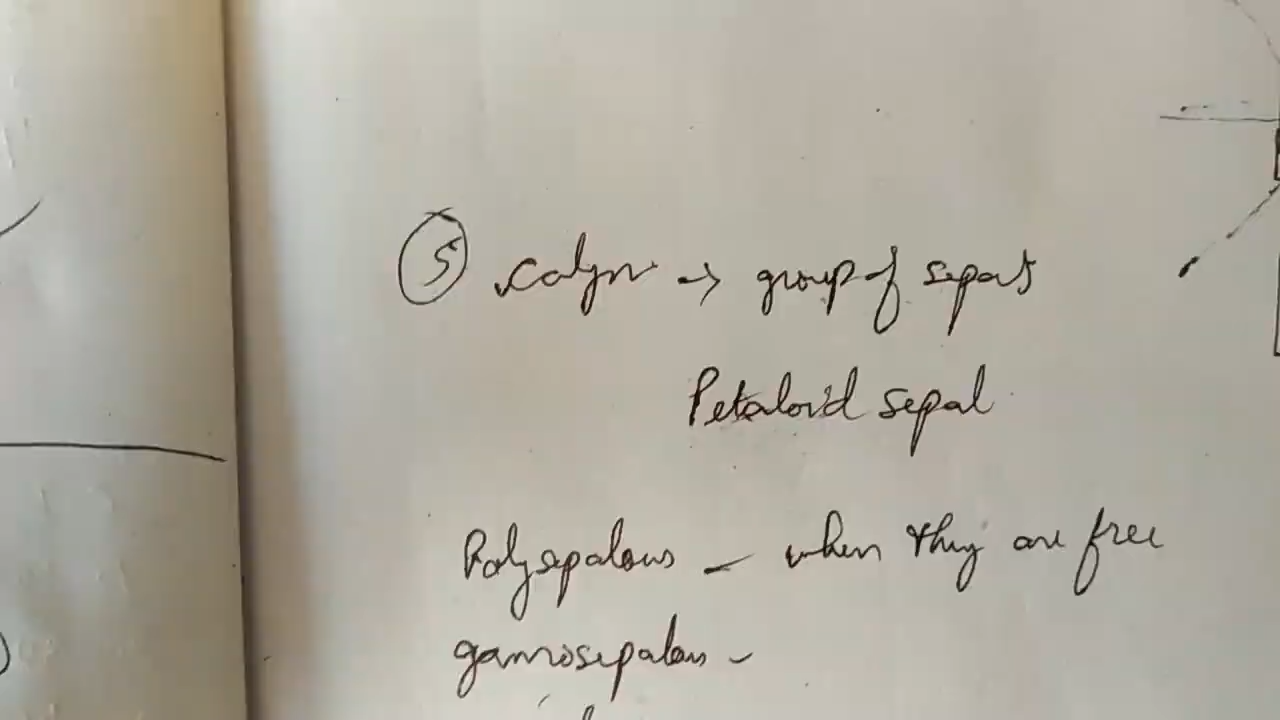 5 Calyx → group of sepals
Petaloid sepal
Polysepalous - when they are free
gamosepalous -